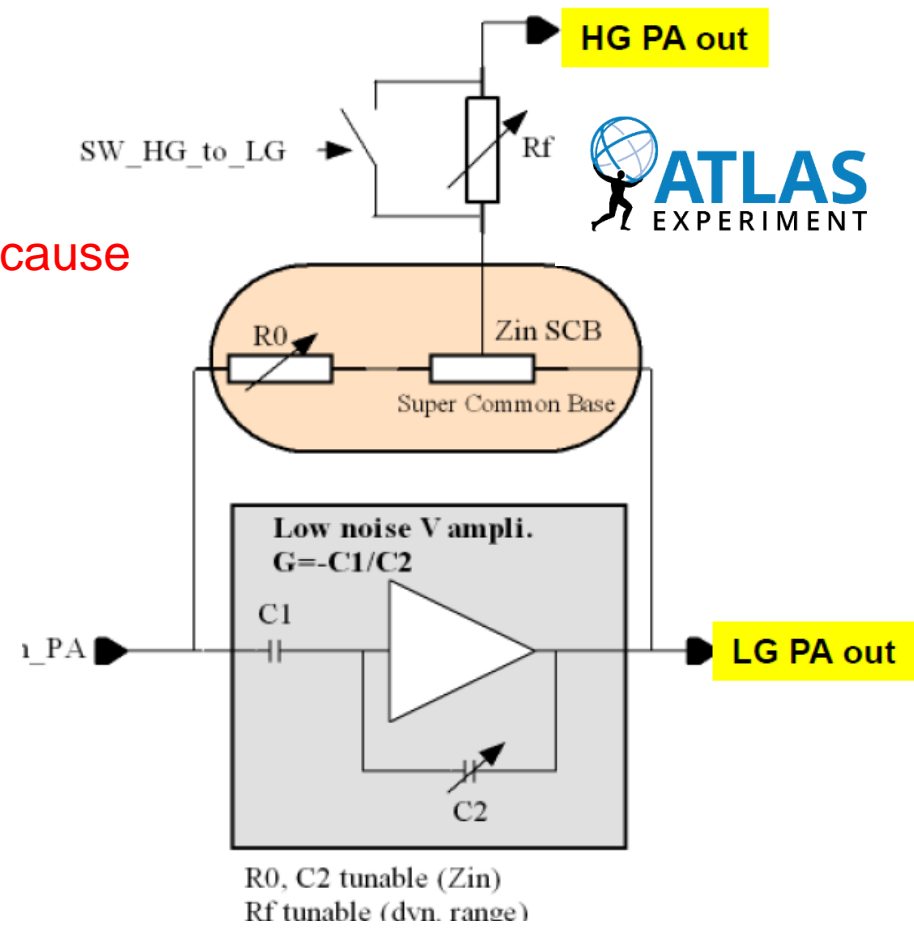 HG PA out
SW_HG_to_LG
Rf
ATLAS
EXPERIMENT
cause
R0
Zin SCB
Super Common Base
Low noise V ampli.
G=-C1/C2
C1
_PA
LG PA out
C2
R0, C2 tunable (Zin)
Rf tunable (dyn. range)